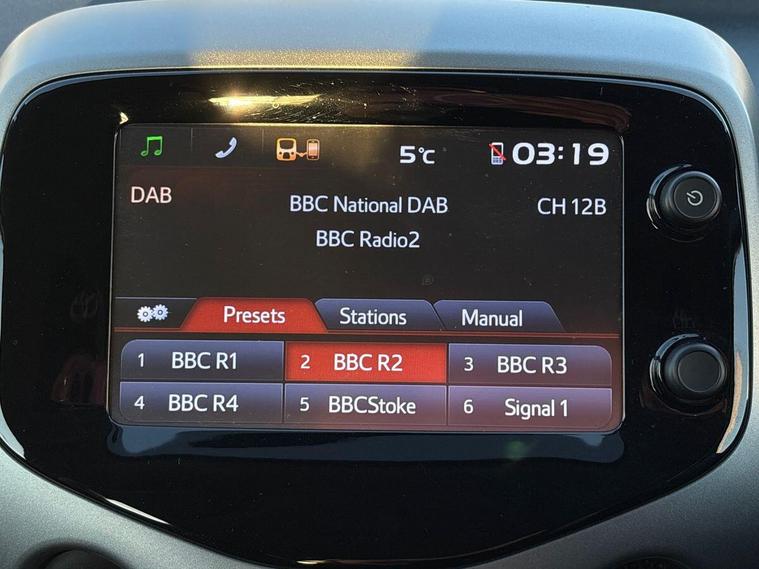 5°C 03:19
DAB BBC National DAB CH 12B
BBC Radio2
Presets Stations Manual
1 BBC R1 2 BBC R2 3 BBC R3
4 BBC R4 5 BBCStoke 6 Signal 1